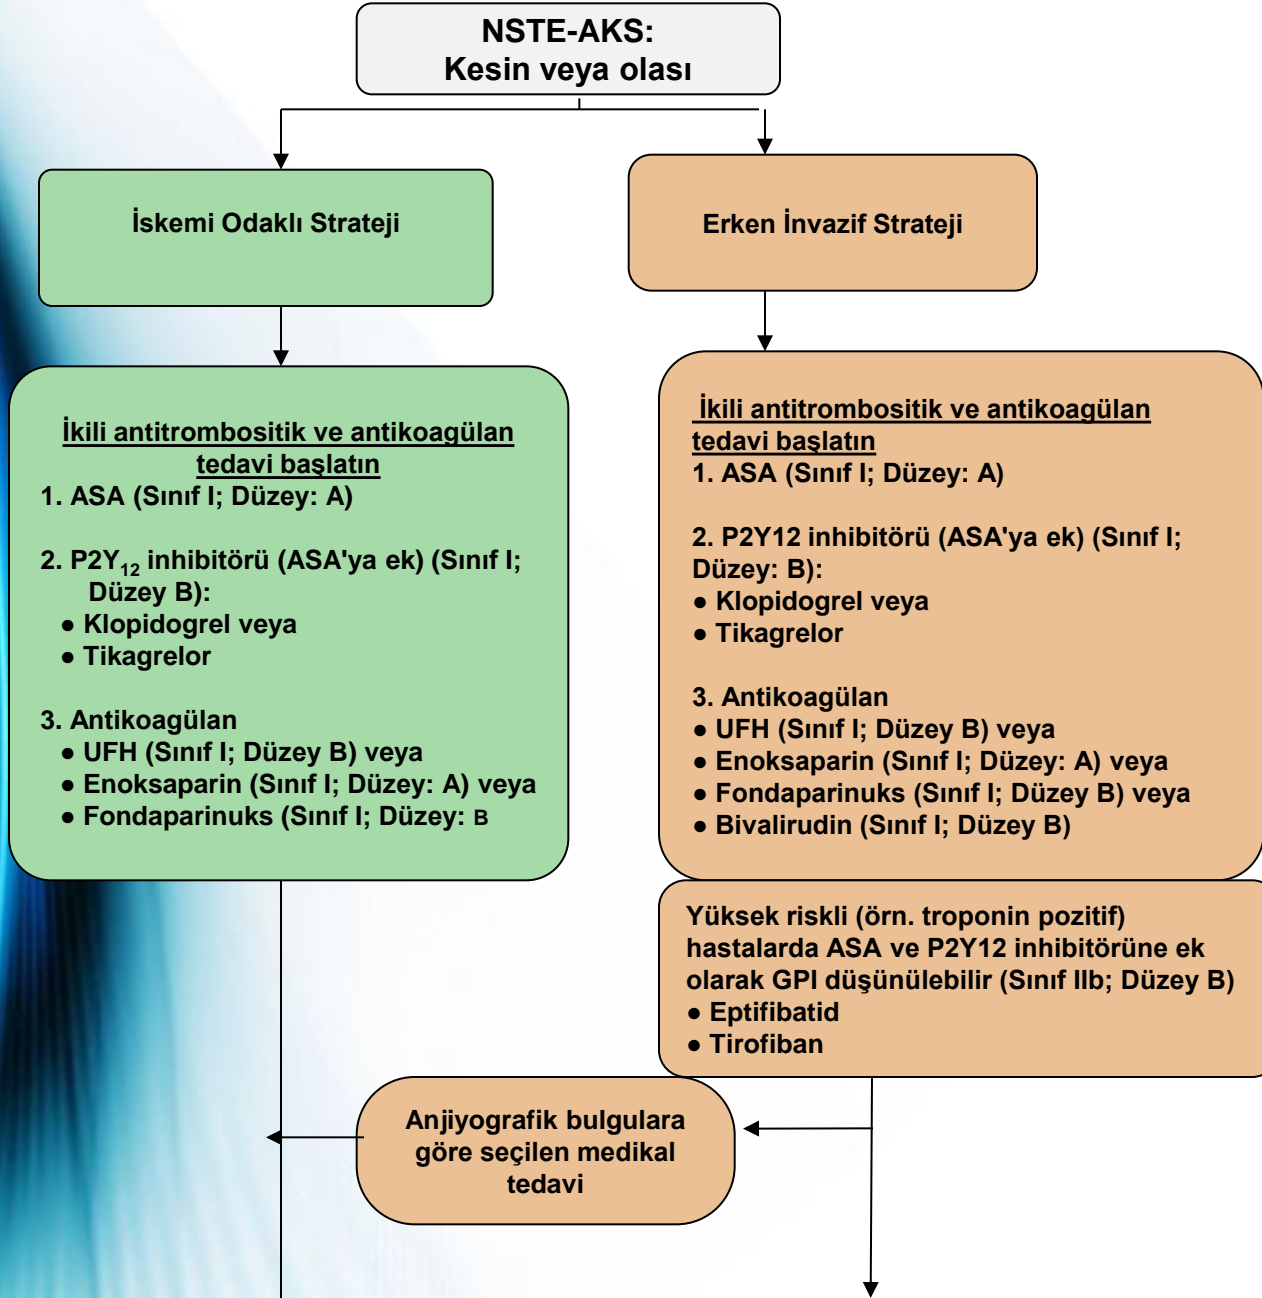 NSTE-AKS:
Kesin veya olası
İskemi Odaklı Strateji
Erken İnvazif Strateji
İkili antitrombositik ve antikoagülan
tedavi başlatın
1. ASA (Sınıf I; Düzey: A)
2. P2Y₁₂ inhibitörü (ASA'ya ek) (Sınıf I;
Düzey B):
● Klopidogrel veya
● Tikagrelor
3. Antikoagülan
● UFH (Sınıf I; Düzey B) veya
● Enoksaparin (Sınıf I; Düzey: A) veya
● Fondaparinuks (Sınıf I; Düzey: B
İkili antitrombositik ve antikoagülan
tedavi başlatın
1. ASA (Sınıf I; Düzey: A)
2. P2Y12 inhibitörü (ASA'ya ek) (Sınıf I;
Düzey: B):
● Klopidogrel veya
● Tikagrelor
3. Antikoagülan
● UFH (Sınıf I; Düzey B) veya
● Enoksaparin (Sınıf I; Düzey: A) veya
● Fondaparinuks (Sınıf I; Düzey B) veya
● Bivalirudin (Sınıf I; Düzey B)
Yüksek riskli (örn. troponin pozitif)
hastalarda ASA ve P2Y12 inhibitörüne ek
olarak GPI düşünülebilir (Sınıf IIb; Düzey B)
● Eptifibatid
● Tirofiban
Anjiyografik bulgulara
göre seçilen medikal
tedavi